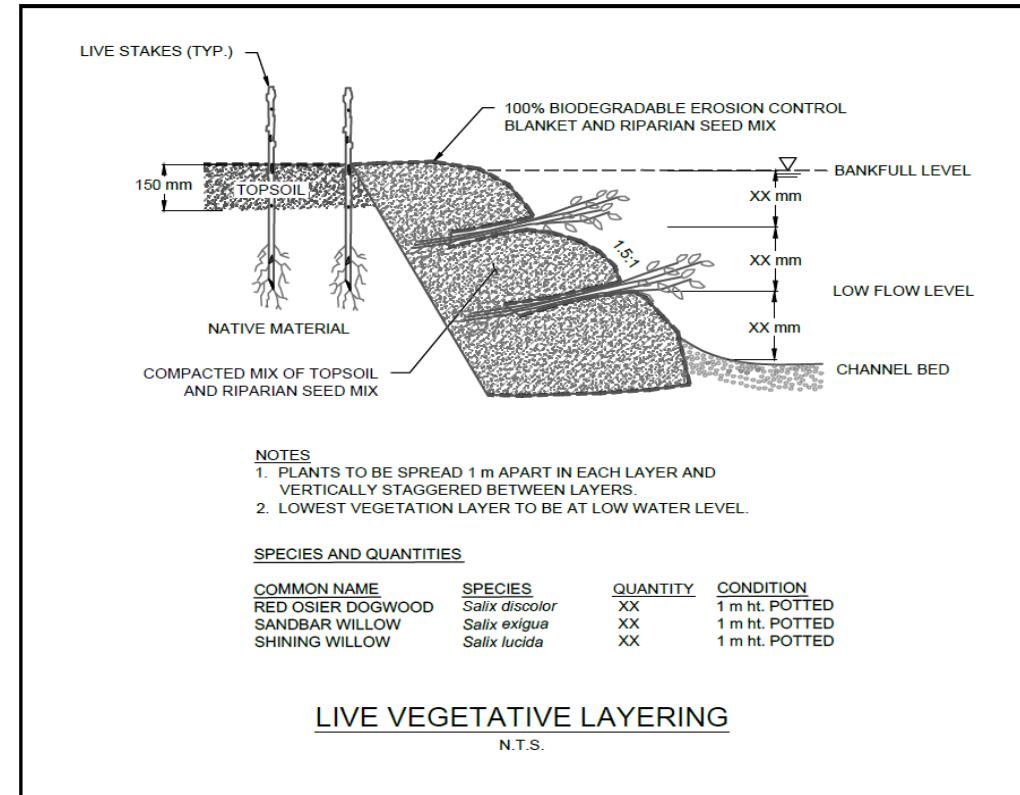 LIVE STAKES (TYP.)
100% BIODEGRADABLE EROSION CONTROL
BLANKET AND RIPARIAN SEED MIX
BANKFULL LEVEL
150 mm
TOPSOIL
XX mm
1.5:1
XX mm
LOW FLOW LEVEL
XX mm
NATIVE MATERIAL
CHANNEL BED
COMPACTED MIX OF TOPSOIL
AND RIPARIAN SEED MIX
NOTES
1. PLANTS TO BE SPREAD 1 m APART IN EACH LAYER AND
VERTICALLY STAGGERED BETWEEN LAYERS.
2. LOWEST VEGETATION LAYER TO BE AT LOW WATER LEVEL.
SPECIES AND QUANTITIES
COMMON NAME SPECIES QUANTITY CONDITION
RED OSIER DOGWOOD Salix discolor XX 1 m ht. POTTED
SANDBAR WILLOW Salix exigua XX 1 m ht. POTTED
SHINING WILLOW Salix lucida XX 1 m ht. POTTED
LIVE VEGETATIVE LAYERING
N.T.S.